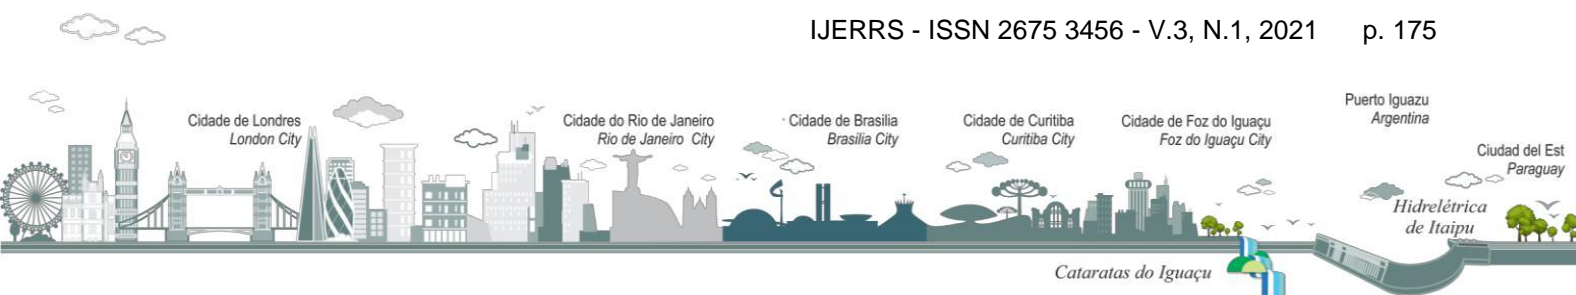 IJERRS - ISSN 2675 3456 - V.3, N.1, 2021 p. 175
Cidade de Londres
London City
Cidade do Rio de Janeiro
Rio de Janeiro City
Cidade de Brasilia
Brasilia City
Cidade de Curitiba
Curitiba City
Cidade de Foz do Iguaçu
Foz do Iguaçu City
Puerto Iguazu
Argentina
Ciudad del Est
Paraguay
Hidrelétrica
de Itaipu
Cataratas do Iguaçu